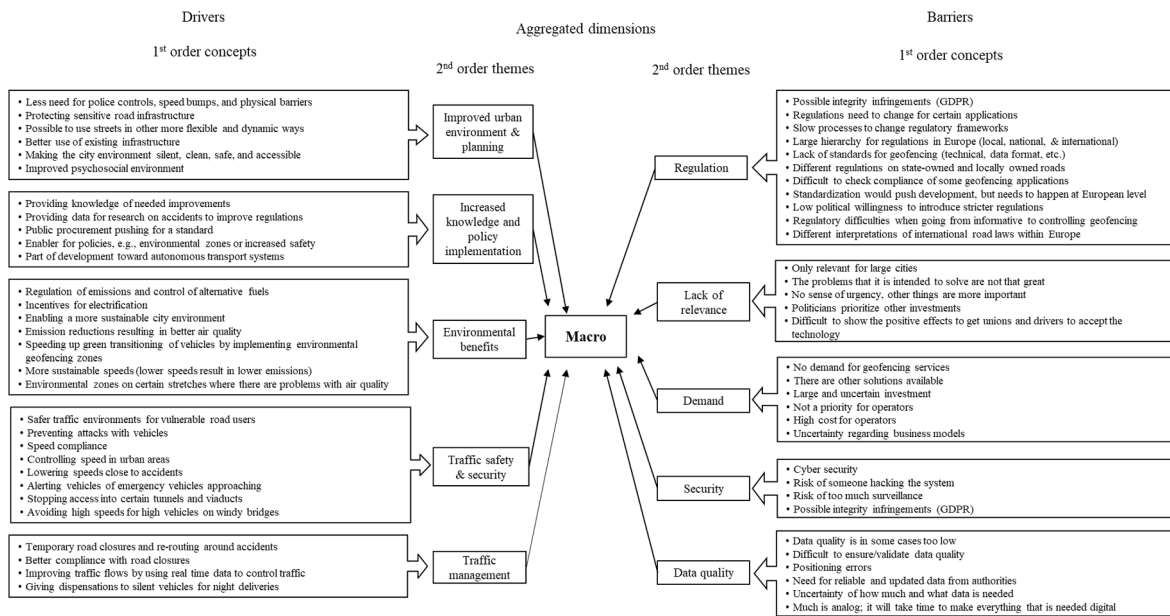 Drivers
1st order concepts
Aggregated dimensions
2nd order themes
2nd order themes
Barriers
1st order concepts
• Less need for police controls, speed bumps, and physical barriers
• Protecting sensitive road infrastructure
• Possible to use streets in other more flexible and dynamic ways
• Better use of existing infrastructure
• Making the city environment silent, clean, safe, and accessible
• Improved psychosocial environment
Improved urban
environment &
planning
• Providing knowledge of needed improvements
• Providing data for research on accidents to improve regulations
• Public procurement pushing for a standard
• Enabler for policies, e.g., environmental zones or increased safety
• Part of development toward autonomous transport systems
Increased
knowledge and
policy
implementation
• Regulation of emissions and control of alternative fuels
• Incentives for electrification
• Enabling a more sustainable city environment
• Emission reductions resulting in better air quality
• Speeding up green transitioning of vehicles by implementing environmental
geofencing zones
• More sustainable speeds (lower speeds result in lower emissions)
• Environmental zones on certain stretches where there are problems with air quality
Environmental
benefits
• Safer traffic environments for vulnerable road users
• Preventing attacks with vehicles
• Speed compliance
• Controlling speed in urban areas
• Lowering speeds close to accidents
• Alerting vehicles of emergency vehicles approaching
• Stopping access into certain tunnels and viaducts
• Avoiding high speeds for high vehicles on windy bridges
Traffic safety
& security
• Temporary road closures and re-routing around accidents
• Better compliance with road closures
• Improving traffic flows by using real time data to control traffic
• Giving dispensations to silent vehicles for night deliveries
Traffic
management
Macro
Regulation
• Possible integrity infringements (GDPR)
• Regulations need to change for certain applications
• Slow processes to change regulatory frameworks
• Large hierarchy for regulations in Europe (local, national, & international)
• Lack of standards for geofencing (technical, data format, etc.)
• Different regulations on state-owned and locally owned roads
• Difficult to check compliance of some geofencing applications
• Standardization would push development, but needs to happen at European level
• Low political willingness to introduce stricter regulations
• Regulatory difficulties when going from informative to controlling geofencing
• Different interpretations of international road laws within Europe
Lack of
relevance
• Only relevant for large cities
• The problems that it is intended to solve are not that great
• No sense of urgency, other things are more important
• Politicians prioritize other investments
• Difficult to show the positive effects to get unions and drivers to accept the
technology
Demand
• No demand for geofencing services
• There are other solutions available
• Large and uncertain investment
• Not a priority for operators
• High cost for operators
• Uncertainty regarding business models
Security
• Cyber security
• Risk of someone hacking the system
• Risk of too much surveillance
• Possible integrity infringements (GDPR)
Data quality
• Data quality is in some cases too low
• Difficult to ensure/validate data quality
• Positioning errors
• Need for reliable and updated data from authorities
• Uncertainty of how much and what data is needed
• Much is analog; it will take time to make everything that is needed digital